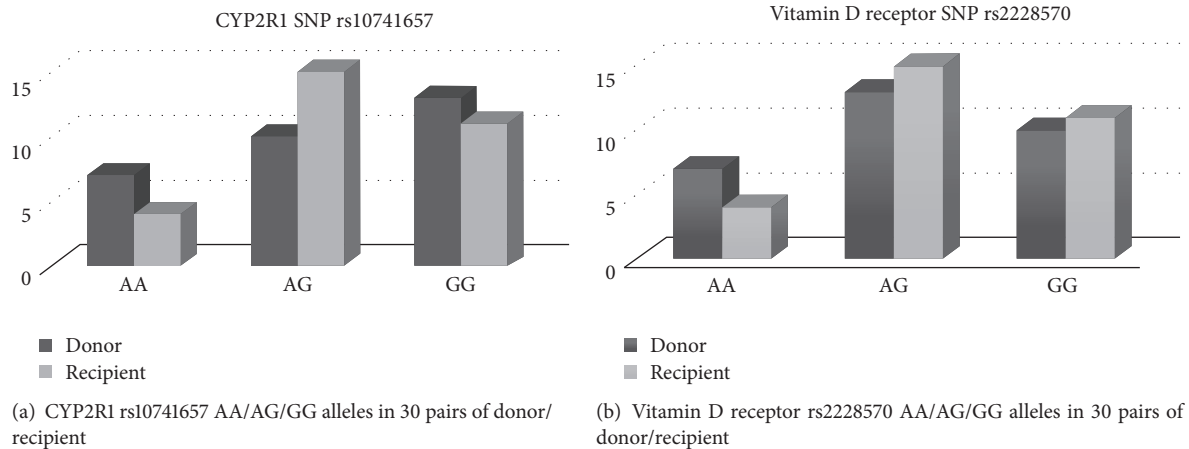 CYP2R1 SNP rs10741657
15
10
5
0
AA
AG
GG
Donor
Recipient
(a) CYP2R1 rs10741657 AA/AG/GG alleles in 30 pairs of donor/
recipient
Vitamin D receptor SNP rs2228570
15
10
5
0
AA
AG
GG
Donor
Recipient
(b) Vitamin D receptor rs2228570 AA/AG/GG alleles in 30 pairs of
donor/recipient